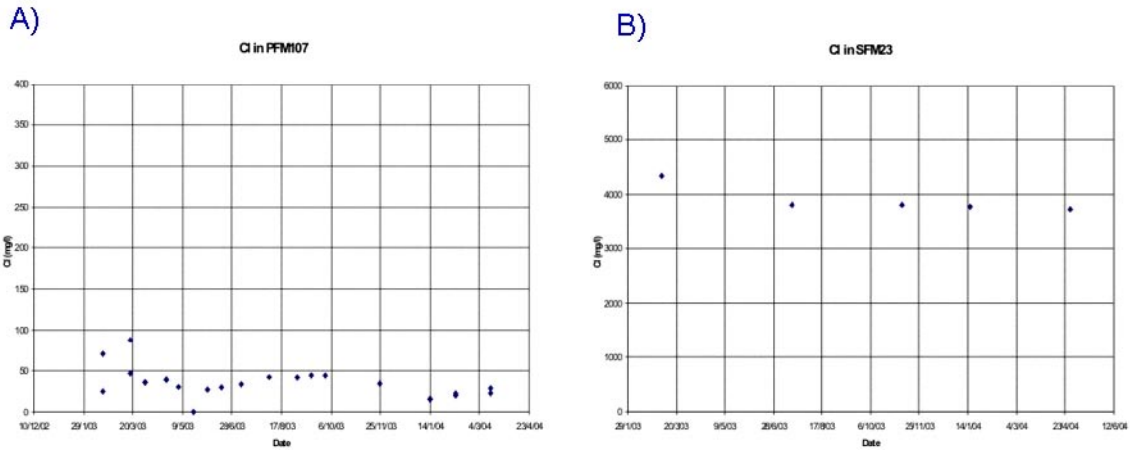 A)
Cl in PFM107
400
350
300
250
200
150
100
50
0
Cl (mg/l)
10/12/02 29/1/03 20/3/03 9/5/03 28/6/03 17/8/03 6/10/03 25/11/03 14/1/04 4/3/04 23/4/04
Date
B)
Cl in SFM23
6000
5000
4000
3000
2000
1000
0
Cl (mg/l)
29/1/03 20/3/03 9/5/03 28/6/03 17/8/03 6/10/03 29/11/03 14/1/04 4/3/04 23/4/04 12/6/04
Date